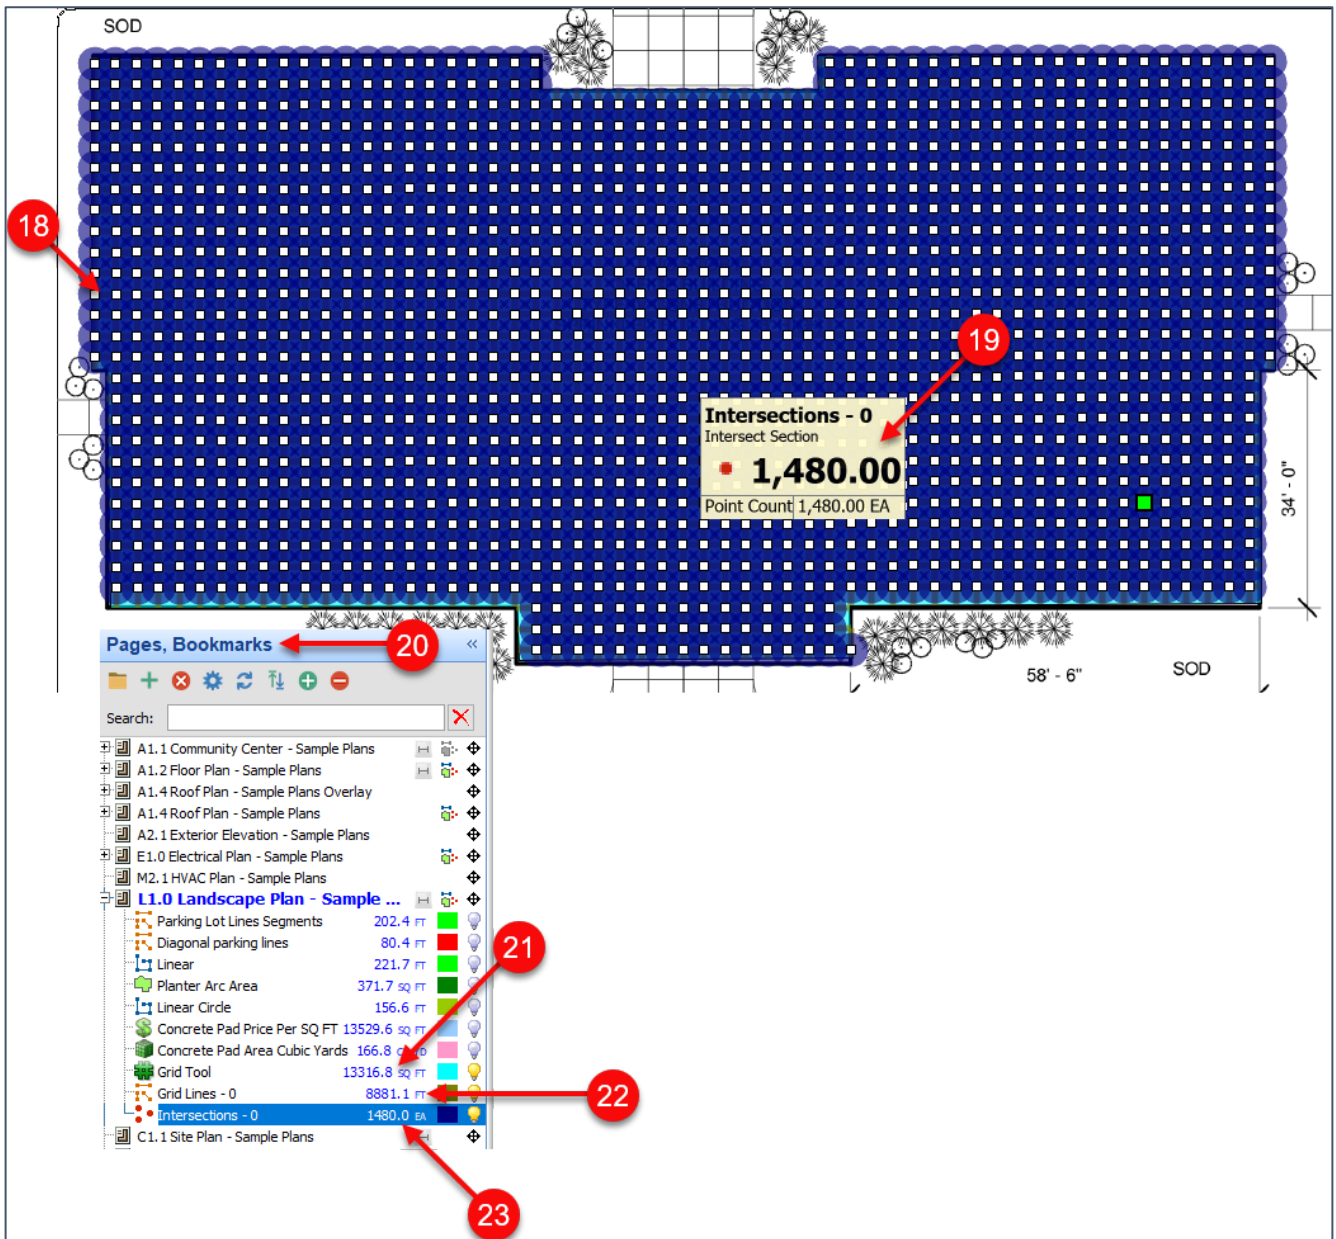 SOD
18
19
Intersections - 0
Intersect Section
1,480.00
Point Count 1,480.00 EA
34' - 0"
58' - 6"
SOD
Pages, Bookmarks
20
«
Search:
A1.1 Community Center - Sample Plans
A1.2 Floor Plan - Sample Plans
A1.4 Roof Plan - Sample Plans Overlay
A1.4 Roof Plan - Sample Plans
A2.1 Exterior Elevation - Sample Plans
E1.0 Electrical Plan - Sample Plans
M2.1 HVAC Plan - Sample Plans
L1.0 Landscape Plan - Sample ...
Parking Lot Lines Segments 202.4 FT
Diagonal parking lines 80.4 FT
21
Linear 221.7 FT
Planter Arc Area 371.7 SQ FT
Linear Circle 156.6 FT
Concrete Pad Price Per SQ FT 13529.6 SQ FT
Concrete Pad Area Cubic Yards 166.8
Grid Tool 13316.8 SQ FT
Grid Lines - 0 8881.1 FT
22
Intersections - 0 1480.0 EA
C1.1 Site Plan - Sample Plans
23